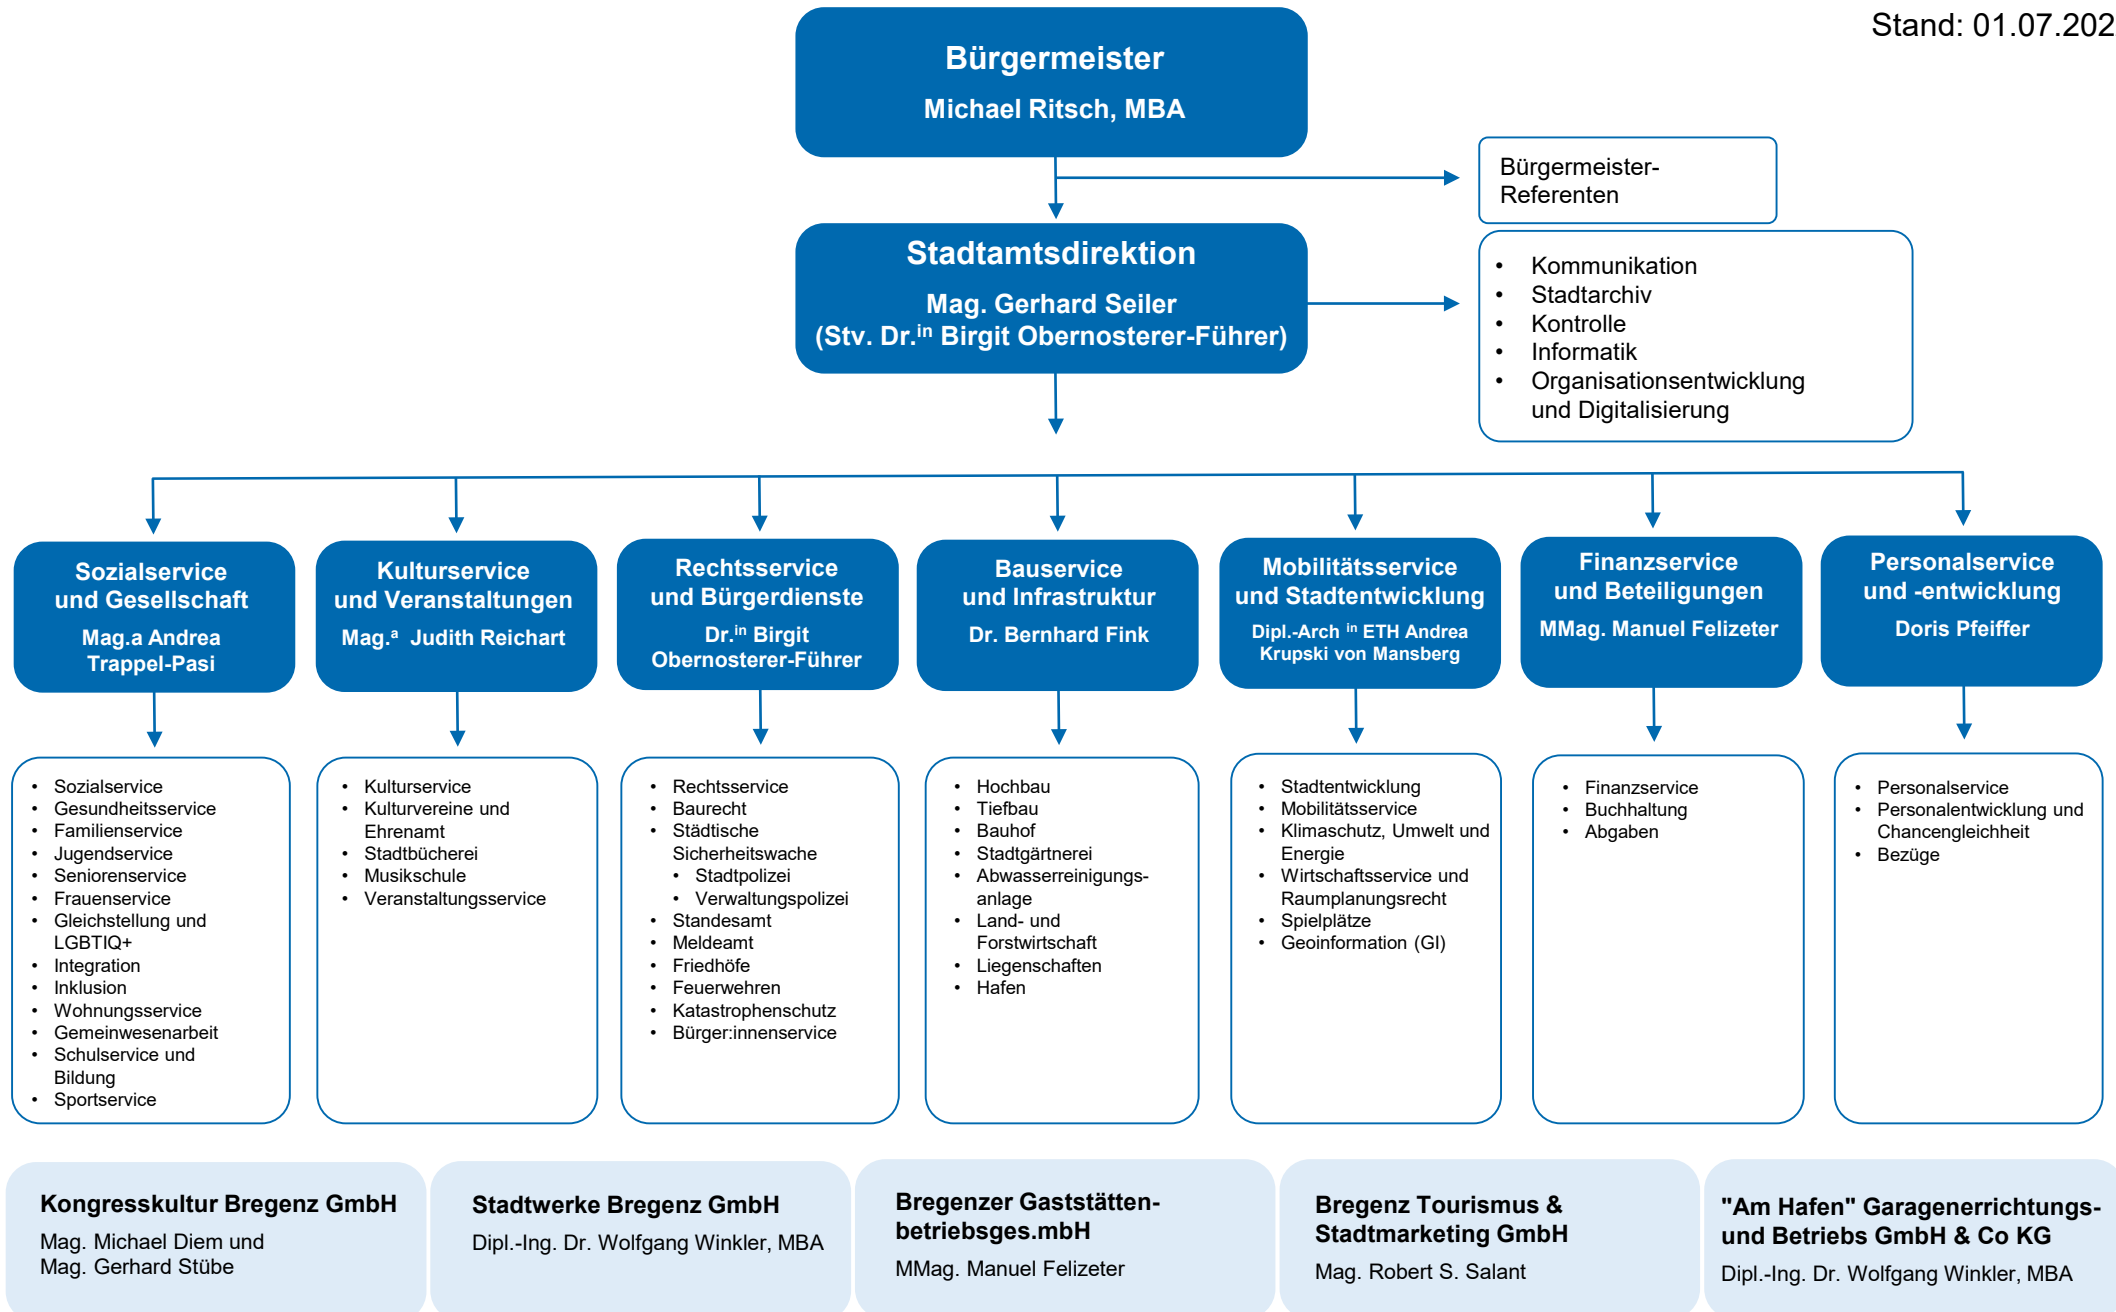 Stand: 01.07.202
Bürgermeister
Michael Ritsch, MBA
Bürgermeister-
Referenten
Stadtamtsdirektion
Mag. Gerhard Seiler
(Stv. Dr.in Birgit Obernosterer-Führer)
• Kommunikation
• Stadtarchiv
• Kontrolle
• Informatik
• Organisationsentwicklung
und Digitalisierung
Sozialservice
und Gesellschaft
Mag.a Andrea
Trappel-Pasi
Kulturservice
und Veranstaltungen
Mag.a Judith Reichart
Rechtsservice
und Bürgerdienste
Dr.in Birgit
Obernosterer-Führer
Bauservice
und Infrastruktur
Dr. Bernhard Fink
Mobilitätsservice
und Stadtentwicklung
Dipl.-Arch in ETH Andrea
Krupski von Mansberg
Finanzservice
und Beteiligungen
MMag. Manuel Felizeter
Personalservice
und -entwicklung
Doris Pfeiffer
• Sozialservice
• Gesundheitsservice
• Familienservice
• Jugendservice
• Seniorenservice
• Frauenservice
• Gleichstellung und
LGBTIQ+
• Integration
• Inklusion
• Wohnungsservice
• Gemeinwesenarbeit
• Schulservice und
Bildung
• Sportservice
• Kulturservice
• Kulturvereine und
Ehrenamt
• Stadtbücherei
• Musikschule
• Veranstaltungsservice
• Rechtsservice
• Baurecht
• Städtische
Sicherheitswache
• Stadtpolizei
• Verwaltungspolizei
• Standesamt
• Meldeamt
• Friedhöfe
• Feuerwehren
• Katastrophenschutz
• Bürger:innenservice
• Hochbau
• Tiefbau
• Bauhof
• Stadtgärtnerei
• Abwasserreinigungs-
anlage
• Land- und
Forstwirtschaft
• Liegenschaften
• Hafen
• Stadtentwicklung
• Mobilitätsservice
• Klimaschutz, Umwelt und
Energie
• Wirtschaftsservice und
Raumplanungsrecht
• Spielplätze
• Geoinformation (GI)
• Finanzservice
• Buchhaltung
• Abgaben
• Personalservice
• Personalentwicklung und
Chancengleichheit
• Bezüge
Kongresskultur Bregenz GmbH
Mag. Michael Diem und
Mag. Gerhard Stübe
Stadtwerke Bregenz GmbH
Dipl.-Ing. Dr. Wolfgang Winkler, MBA
Bregenzer Gaststätten-
betriebsges.mbH
MMag. Manuel Felizeter
Bregenz Tourismus &
Stadtmarketing GmbH
Mag. Robert S. Salant
"Am Hafen" Garagenerrichtungs-
und Betriebs GmbH & Co KG
Dipl.-Ing. Dr. Wolfgang Winkler, MBA